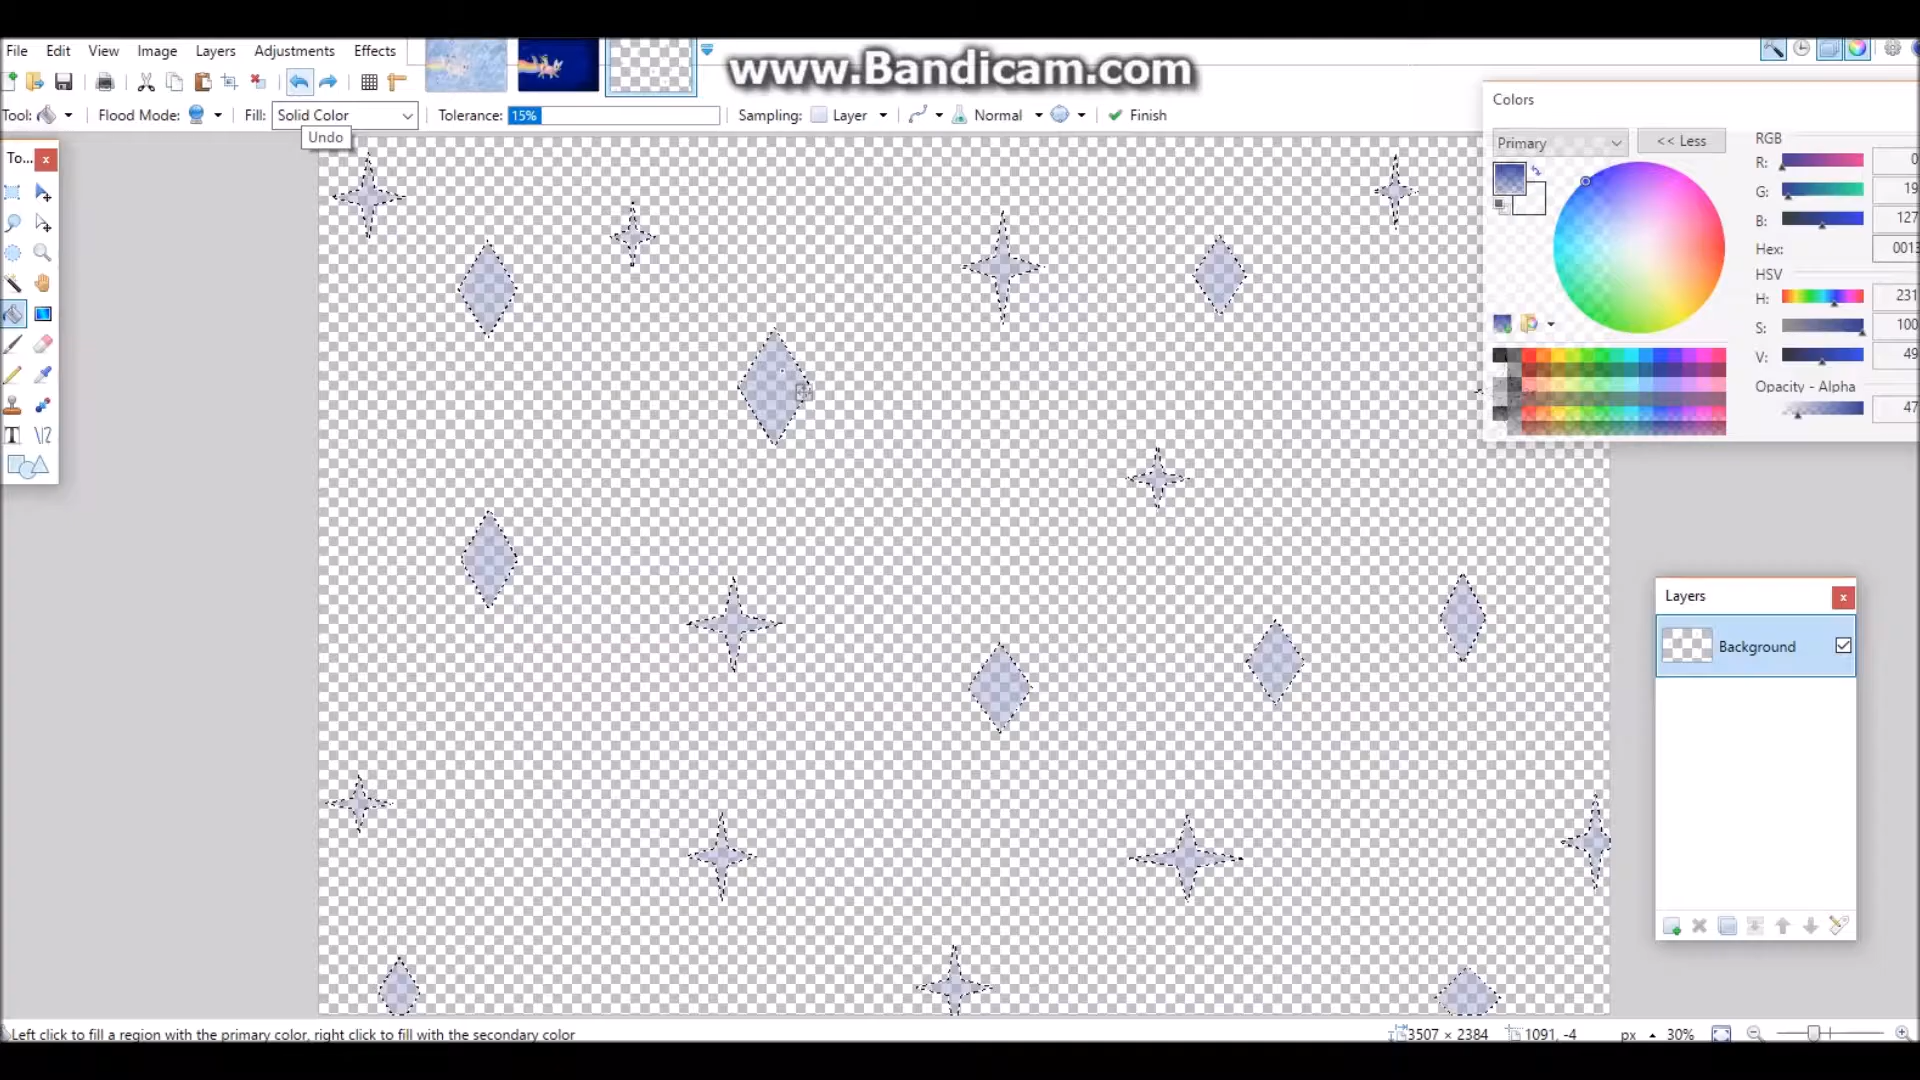 www.Bandicam.com
File Edit View Image Layers Adjustments Effects
Tool: Flood Mode: Fill: Solid Color Tolerance: 15% Sampling: Layer Normal Finish
Undo
To...
Colors
Primary << Less
RGB
R: 0
G: 19
B: 127
Hex: 0013
HSV
H: 231
S: 100
V: 49
Opacity - Alpha
47
T
Layers
Background
Left click to fill a region with the primary color, right click to fill with the secondary color
3507 × 2384 1091, -4 px 30%